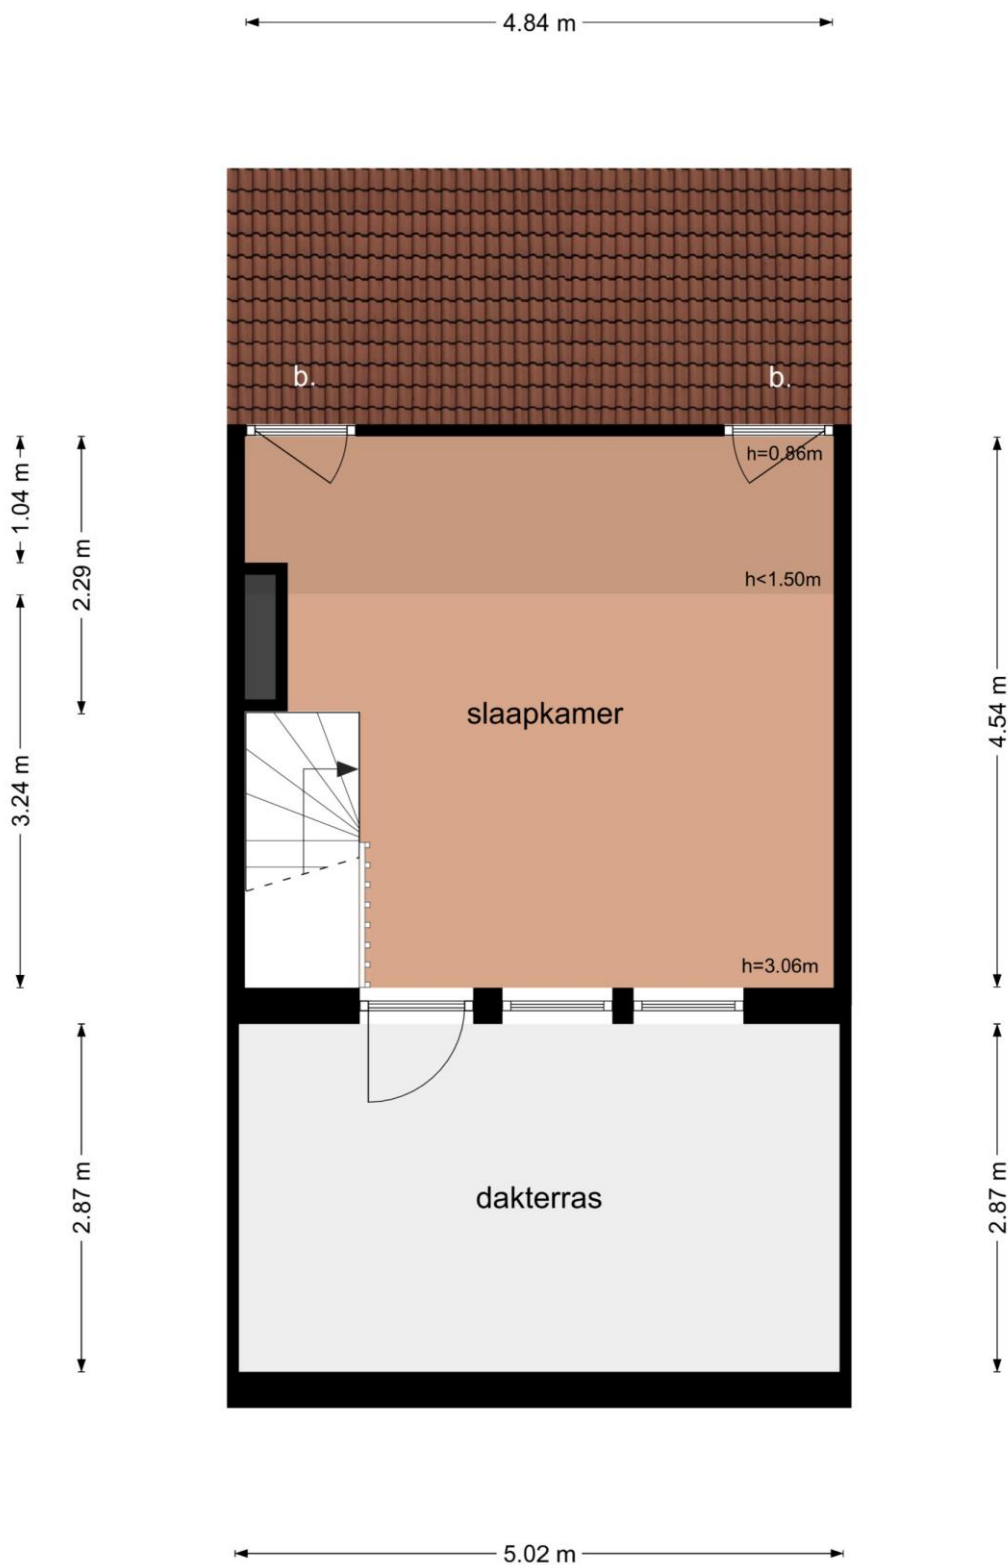 4.84 m
b.
b.
h=0.86m
1.04 m
2.29 m
h<1.50m
slaapkamer
4.54 m
3.24 m
h=3.06m
2.87 m
dakterras
2.87 m
5.02 m